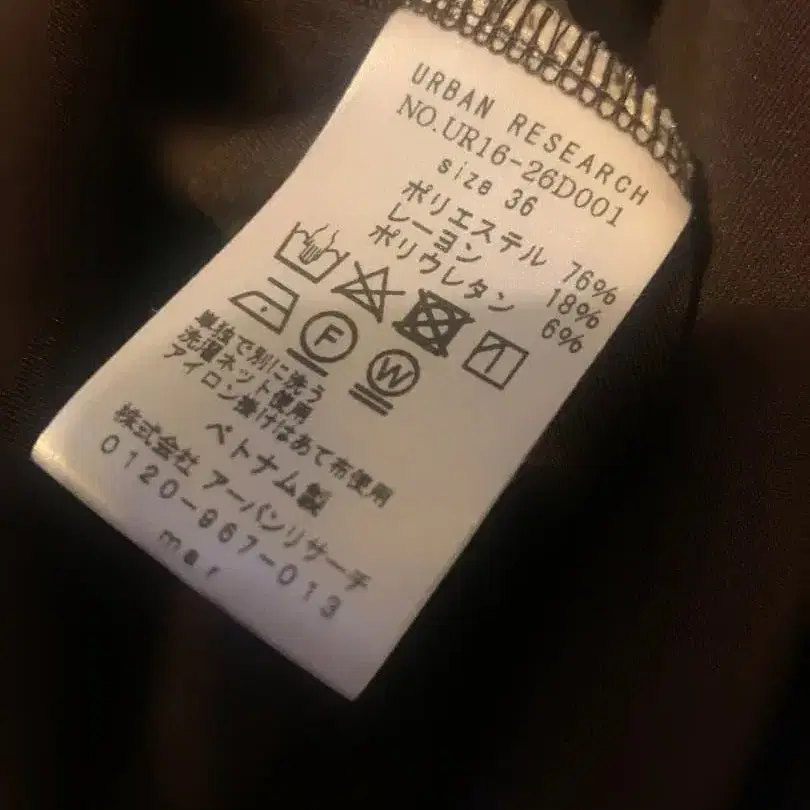 URBAN RESEARCH
NO.UR16-26D001
size 36
ポリエステル 76%
レーヨン 18%
ポリウレタン 6%
F
W
単独で別に洗う
洗濯ネット使用
アイロン掛けはあて布使用
ベトナム製
株式会社 アーバンリサーチ
0120-967-013
mar